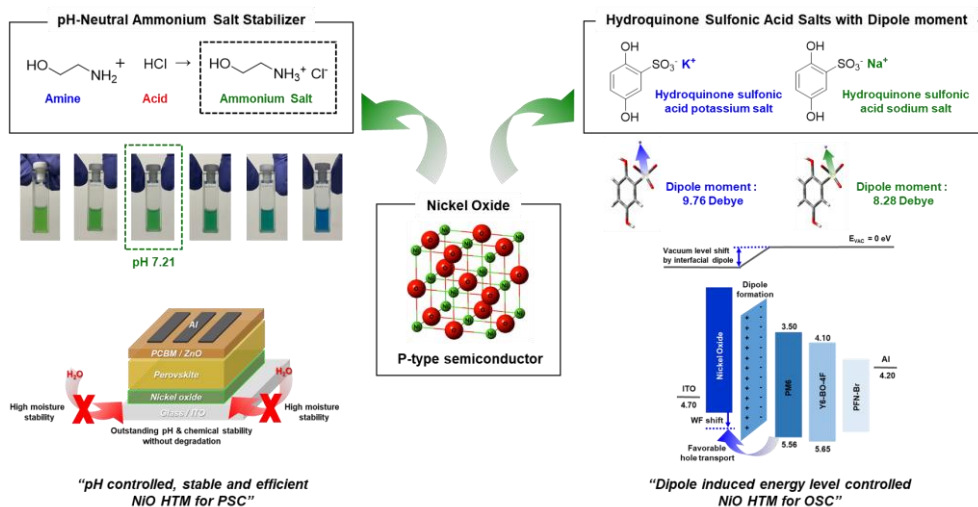 pH-Neutral Ammonium Salt Stabilizer
HO
NH₂
+
HCl
→
HO
NH₃⁺ Cl⁻
Amine
Acid
Ammonium Salt
pH 7.21
Al
PCBM / ZnO
Perovskite
Nickel oxide
Glass / ITO
H₂O
X
High moisture
stability
H₂O
X
High moisture
stability
Outstanding pH & chemical stability
without degradation
“pH controlled, stable and efficient
NiO HTM for PSC”
Nickel Oxide
P-type semiconductor
Hydroquinone Sulfonic Acid Salts with Dipole moment
OH
SO₃⁻ K⁺
OH
Hydroquinone sulfonic
acid potassium salt
OH
SO₃⁻ Na⁺
OH
Hydroquinone sulfonic
acid sodium salt
Dipole moment :
9.76 Debye
Dipole moment :
8.28 Debye
Vacuum level shift
by interfacial dipole
E_VAC = 0 eV
Dipole
formation
Nickel Oxide
ITO
4.70
WF shift
Favorable
hole transport
3.50
PM6
5.56
4.10
Y6-BO-4F
5.65
PFN-Br
Al
4.20
“Dipole induced energy level controlled
NiO HTM for OSC”